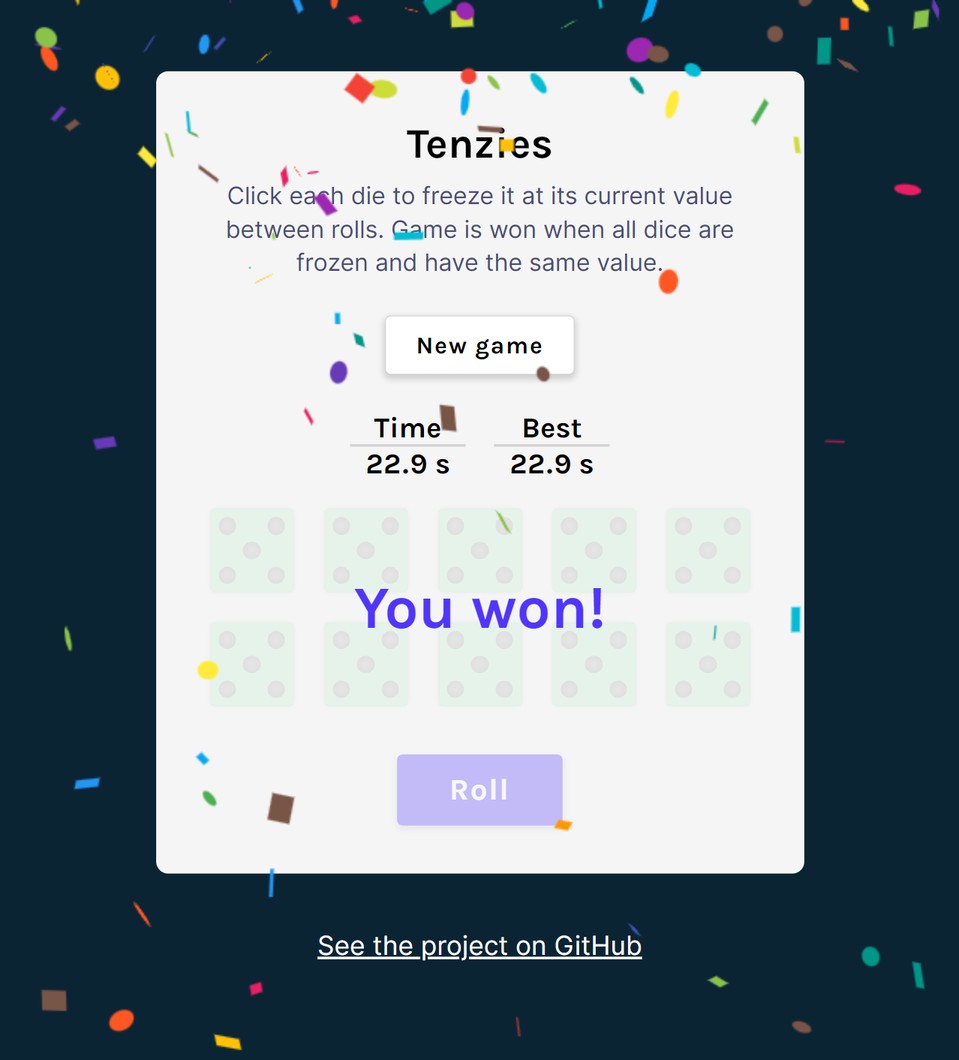 Tenzies
Click each die to freeze it at its current value
between rolls. Game is won when all dice are
frozen and have the same value.
New game
Time Best
22.9 s 22.9 s
You won!
Roll
See the project on GitHub